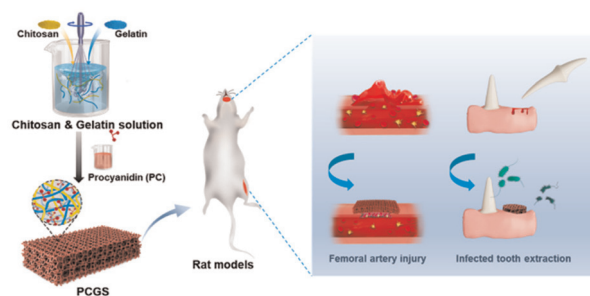 Chitosan
Gelatin
Chitosan & Gelatin solution
Procyanidin (PC)
PCGS
Rat models
Femoral artery injury
Infected tooth extraction